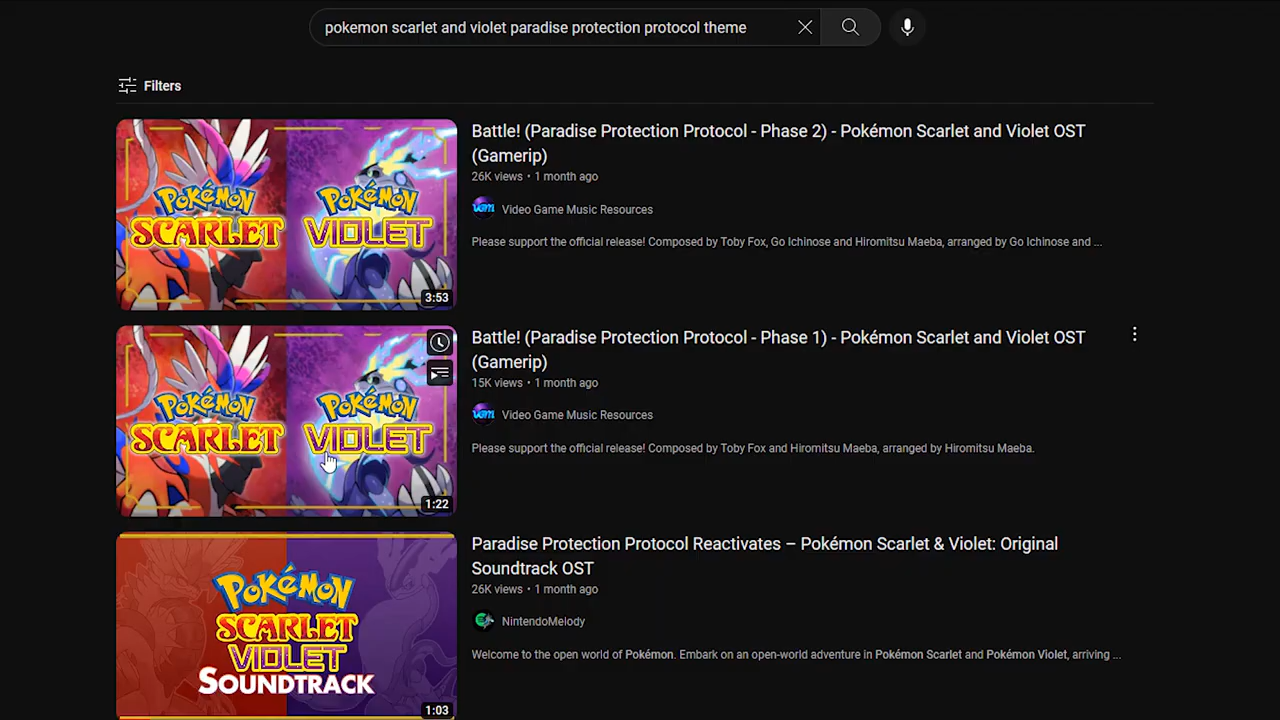 pokemon scarlet and violet paradise protection protocol theme
Filters
POKÉMON
SCARLET
POKÉMON
VIOLET
3:53
Battle! (Paradise Protection Protocol - Phase 2) - Pokémon Scarlet and Violet OST
(Gamerip)
26K views • 1 month ago
VGM
Video Game Music Resources
Please support the official release! Composed by Toby Fox, Go Ichinose and Hiromitsu Maeba, arranged by Go Ichinose and ...
POKÉMON
SCARLET
POKÉMON
VIOLET
1:22
Battle! (Paradise Protection Protocol - Phase 1) - Pokémon Scarlet and Violet OST
(Gamerip)
15K views • 1 month ago
VGM
Video Game Music Resources
Please support the official release! Composed by Toby Fox and Hiromitsu Maeba, arranged by Hiromitsu Maeba.
POKÉMON
SCARLET
VIOLET
SOUNDTRACK
1:03
Paradise Protection Protocol Reactivates – Pokémon Scarlet & Violet: Original
Soundtrack OST
26K views • 1 month ago
NintendoMelody
Welcome to the open world of Pokémon. Embark on an open-world adventure in Pokémon Scarlet and Pokémon Violet, arriving ...